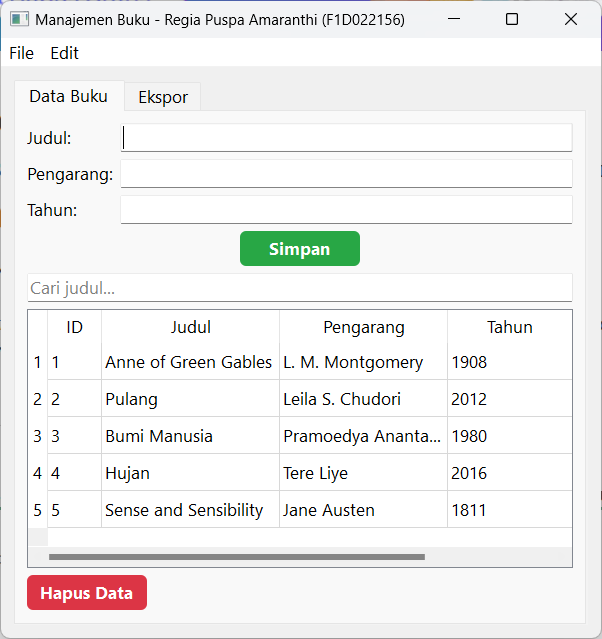 Manajemen Buku - Regia Puspa Amaranthi (F1D022156)
File Edit
Data Buku Ekspor
Judul:
Pengarang:
Tahun:
Simpan
Cari judul...
ID Judul Pengarang Tahun
1 1 Anne of Green Gables L. M. Montgomery 1908
2 2 Pulang Leila S. Chudori 2012
3 3 Bumi Manusia Pramoedya Ananta... 1980
4 4 Hujan Tere Liye 2016
5 5 Sense and Sensibility Jane Austen 1811
Hapus Data